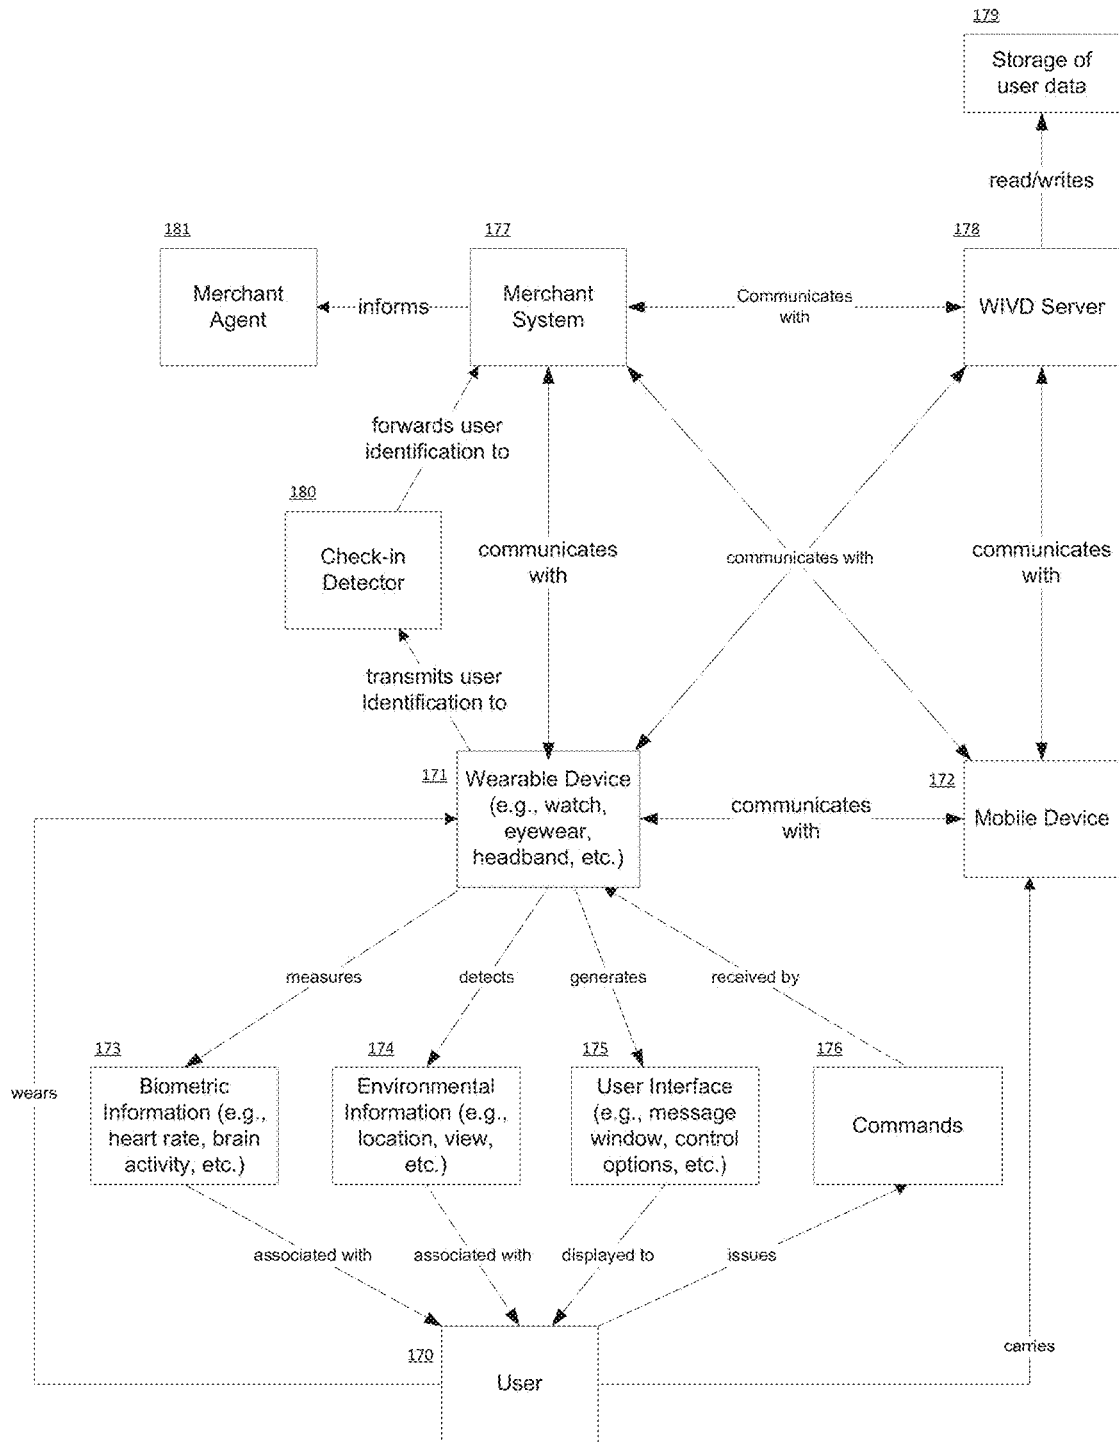 179
Storage of
user data
read/writes
181
177
178
Merchant
Agent
informs
Merchant
System
Communicates
with
WIVD Server
forwards user
identification to
180
Check-in
Detector
communicates
with
communicates with
communicates
with
transmits user
Identification to
171
Wearable Device
(e.g., watch,
eyewear,
headband, etc.)
communicates
with
172
Mobile Device
measures
detects
generates
received by
173
174
175
176
wears
Biometric
Information (e.g.,
heart rate, brain
activity, etc.)
Environmental
Information (e.g.,
location, view,
etc.)
User Interface
(e.g., message
window, control
options, etc.)
Commands
associated with
associated with
displayed to
issues
carries
170
User